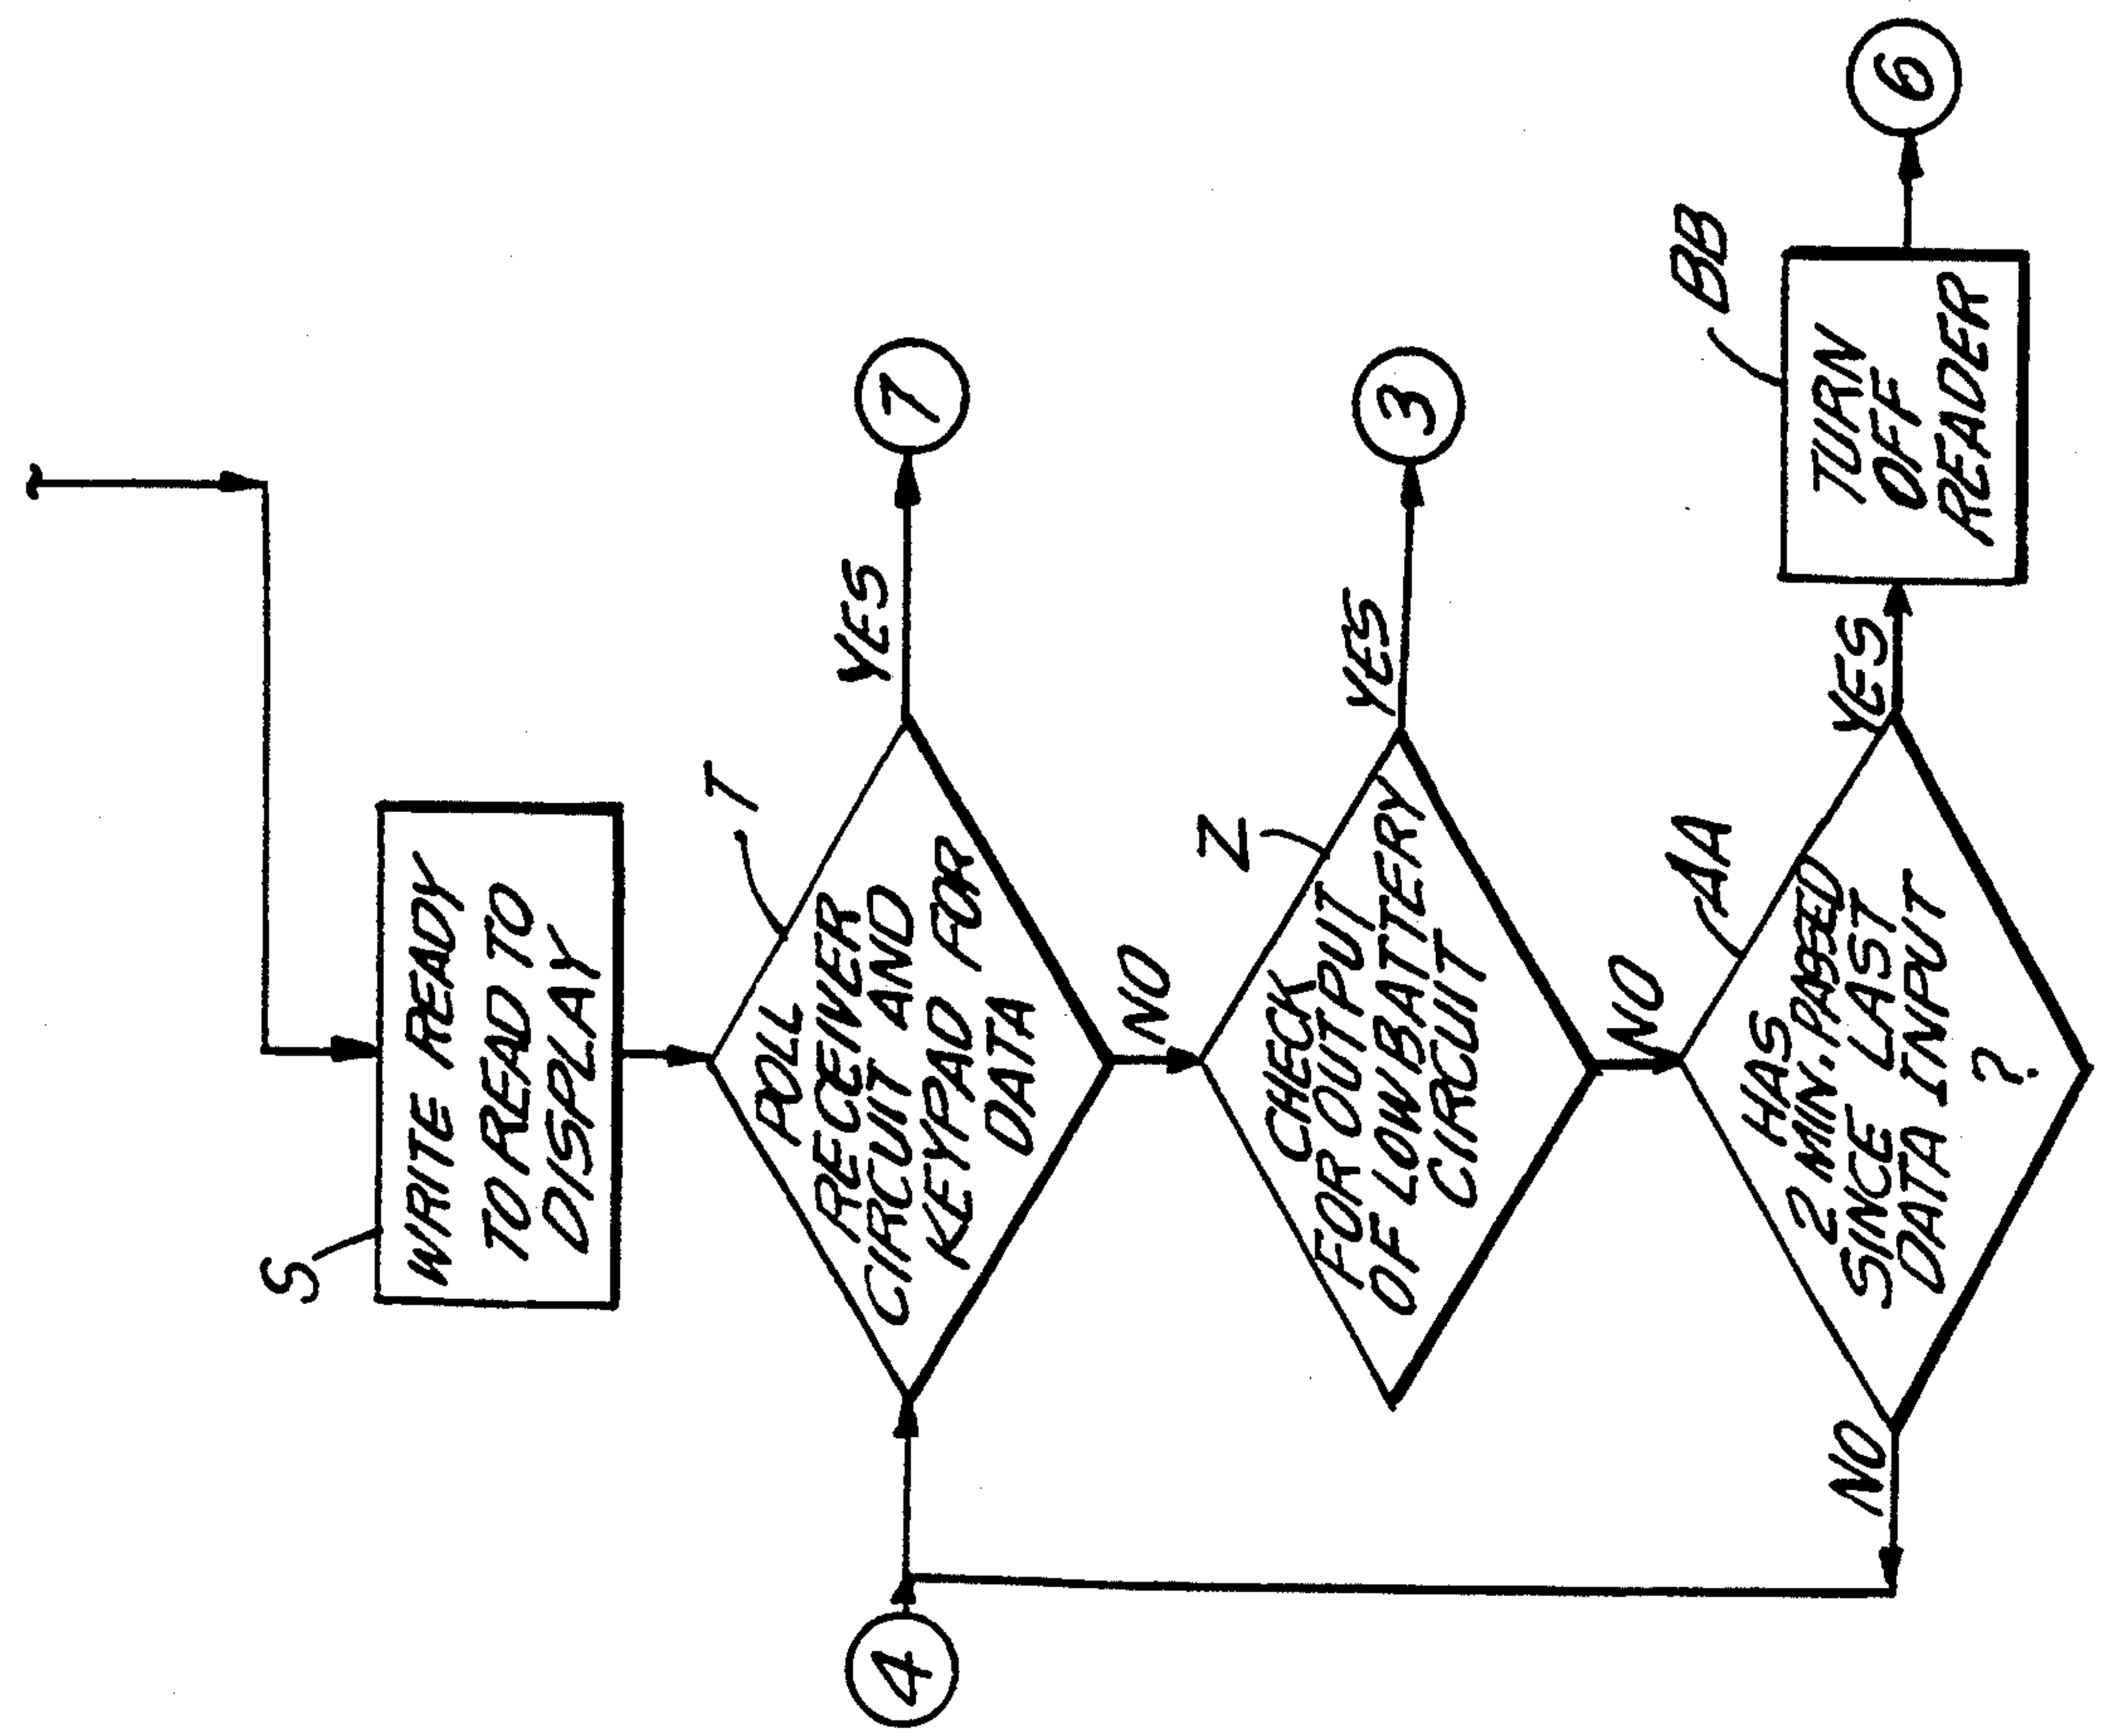 S
WRITE READY
TO READ TO
DISPLAY
T
POLL
RECEIVER
CIRCUIT AND
KEYPAD FOR
DATA
4
YES
7
NO
Z
CHECK
FOR OUTPUT
OF LOW BATTERY
CIRCUIT
YES
3
NO
AA
HAS
2 MIN. PASSED
SINCE LAST
DATA INPUT
?
NO
YES
BB
TURN
OFF
READER
6